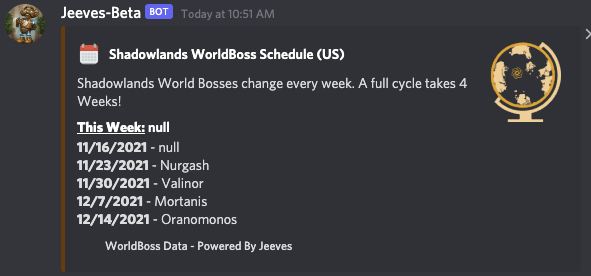 Jeeves-Beta BOT Today at 10:51 AM
Shadowlands WorldBoss Schedule (US)
Shadowlands World Bosses change every week. A full cycle takes 4
Weeks!
This Week: null
11/16/2021 - null
11/23/2021 - Nurgash
11/30/2021 - Valinor
12/7/2021 - Mortanis
12/14/2021 - Oranomonos
WorldBoss Data - Powered By Jeeves